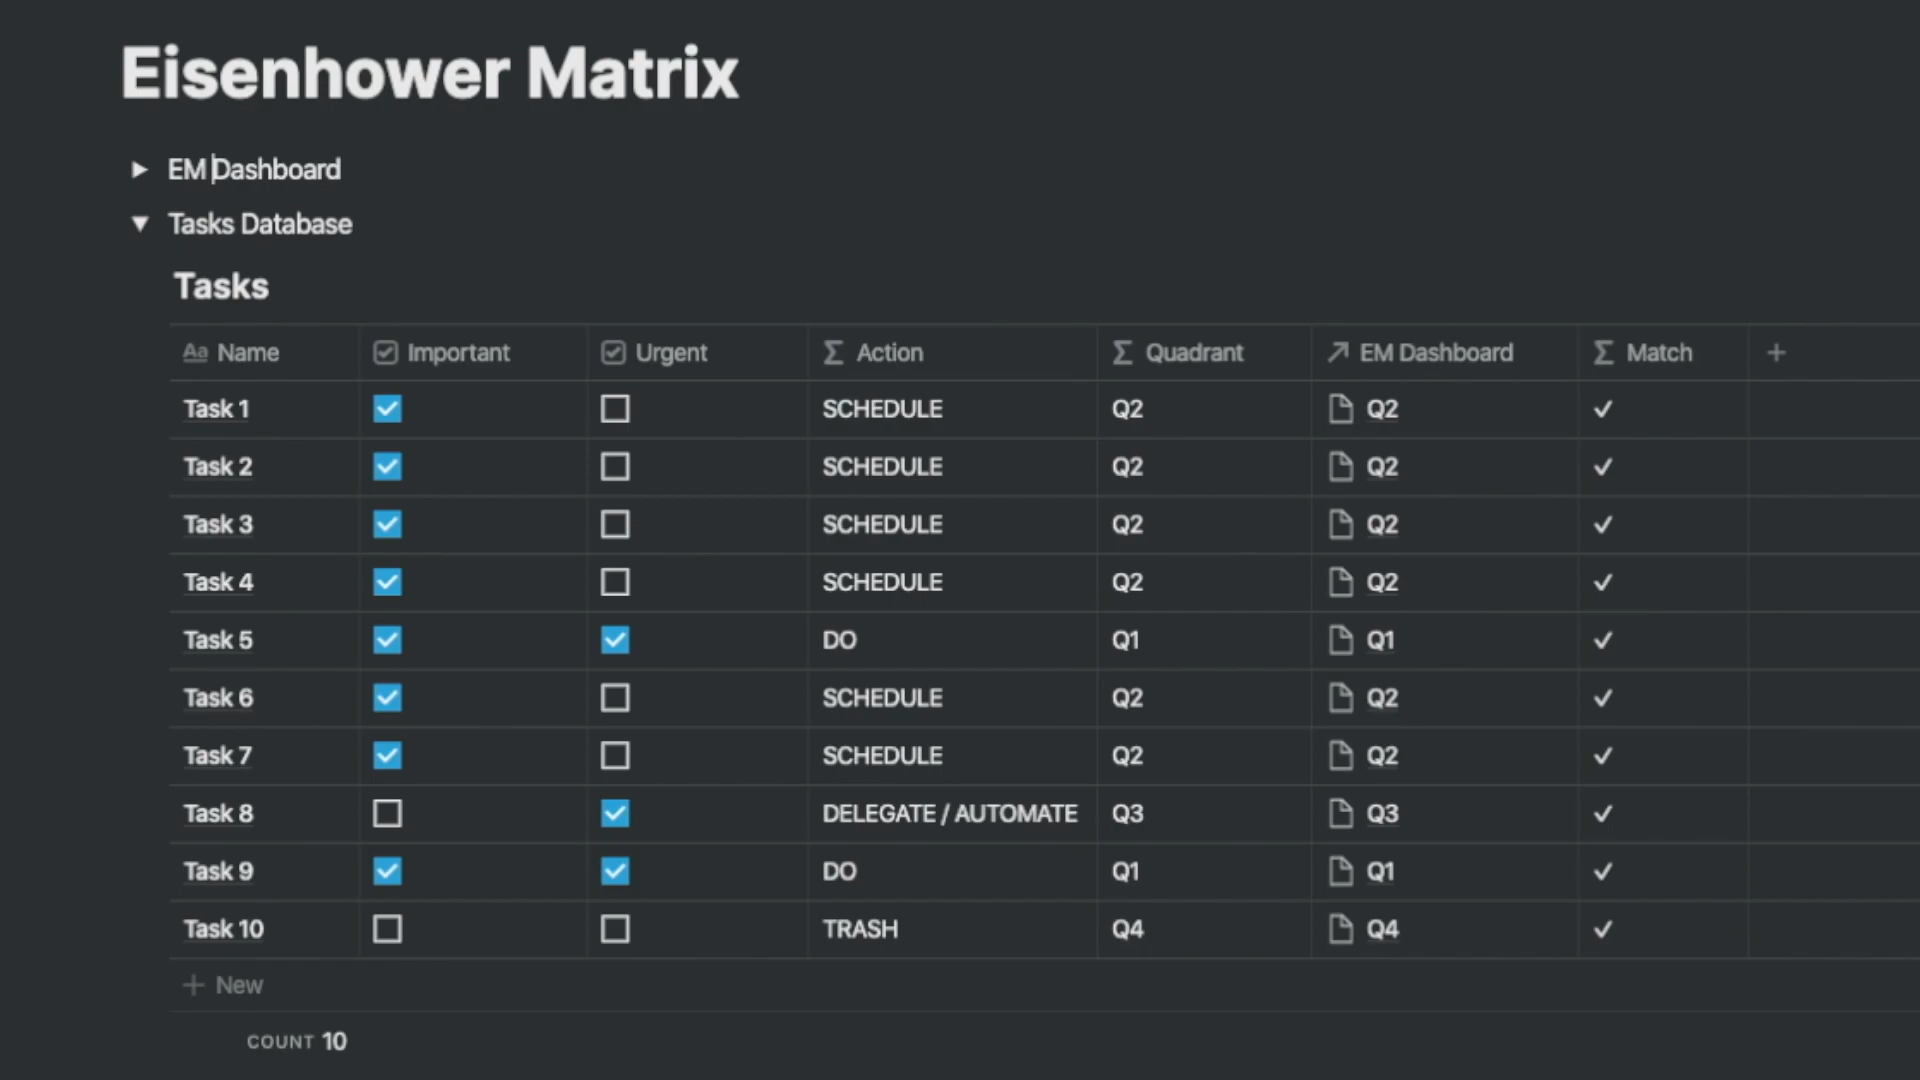 Eisenhower Matrix
EM Dashboard
Tasks Database
Tasks
Aa Name Important Urgent Σ Action Σ Quadrant EM Dashboard Σ Match +
Task 1 SCHEDULE Q2 Q2 ✓
Task 2 SCHEDULE Q2 Q2 ✓
Task 3 SCHEDULE Q2 Q2 ✓
Task 4 SCHEDULE Q2 Q2 ✓
Task 5 DO Q1 Q1 ✓
Task 6 SCHEDULE Q2 Q2 ✓
Task 7 SCHEDULE Q2 Q2 ✓
Task 8 DELEGATE / AUTOMATE Q3 Q3 ✓
Task 9 DO Q1 Q1 ✓
Task 10 TRASH Q4 Q4 ✓
+ New
COUNT 10